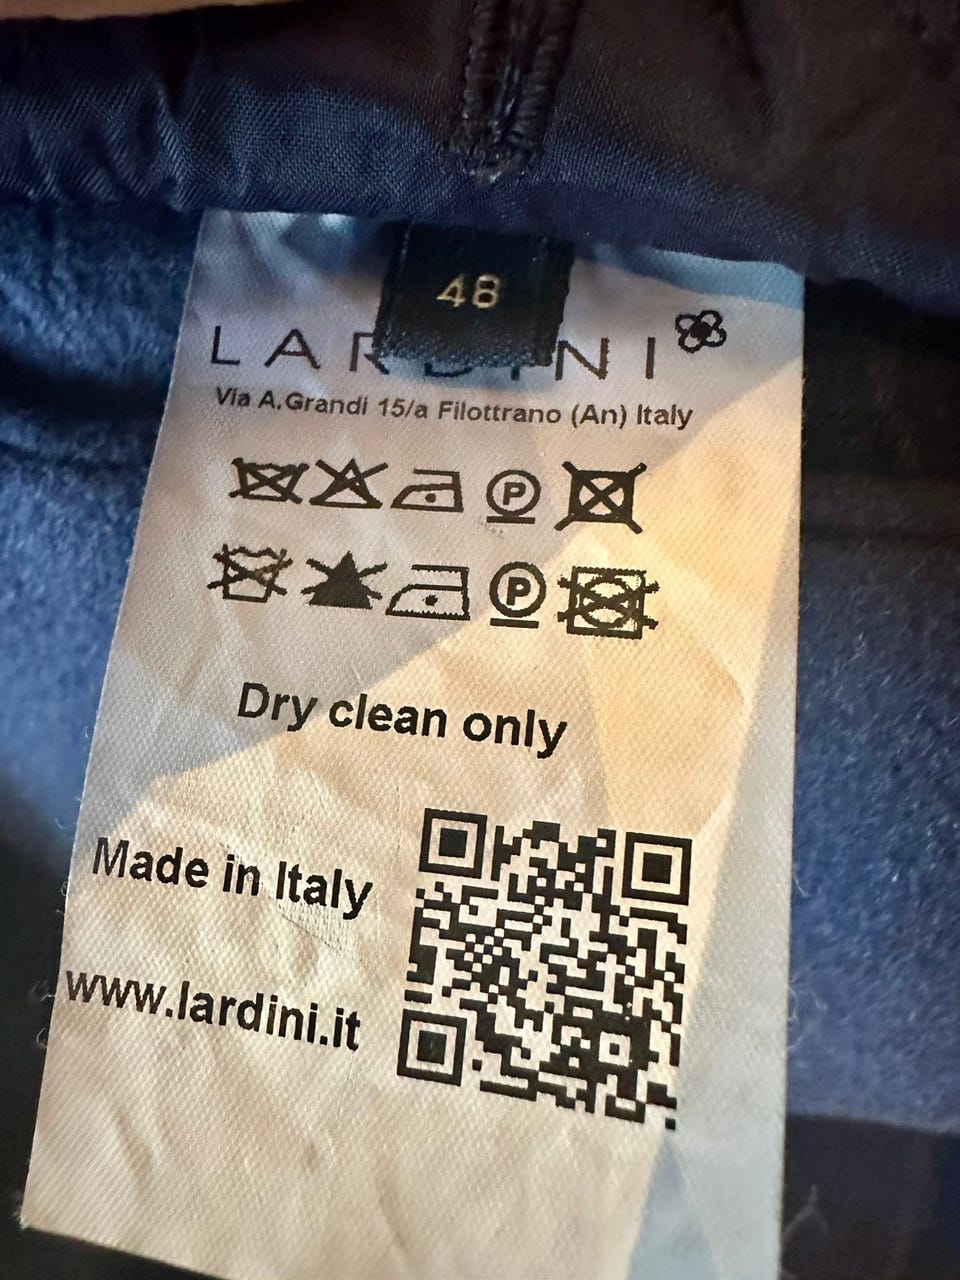 48
LARDINI
Via A.Grandi 15/a Filottrano (An) Italy
P
P
Dry clean only
Made in Italy
www.lardini.it